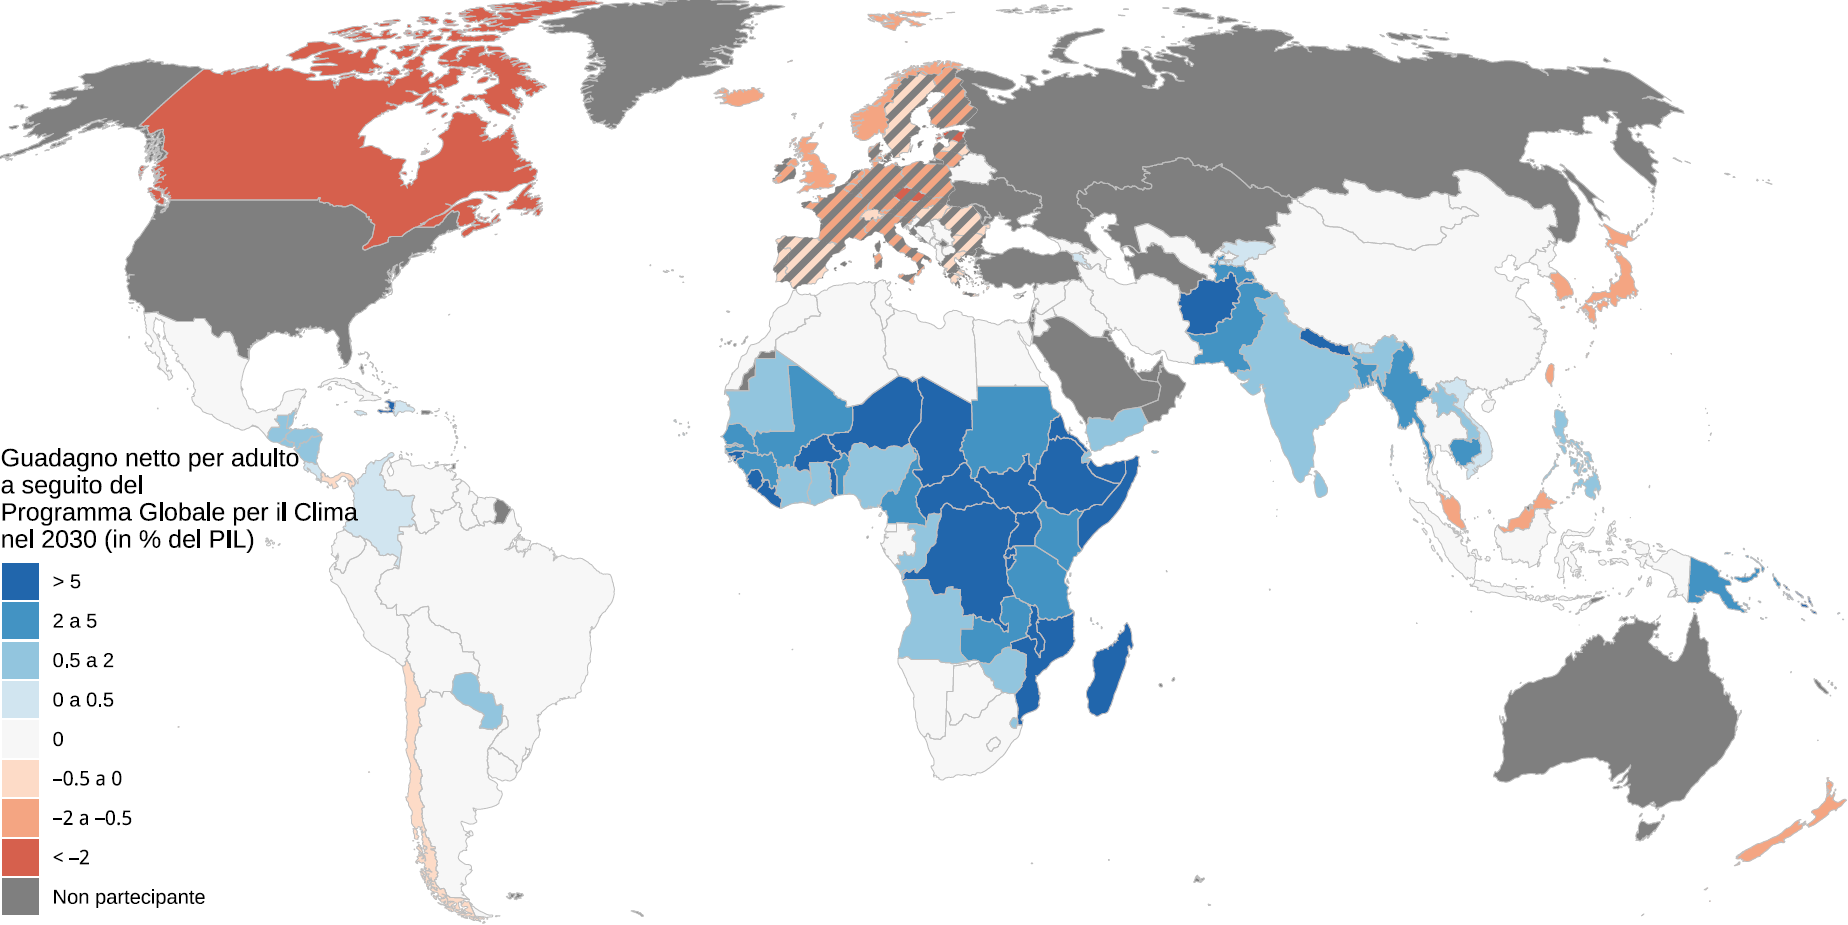 Guadagno netto per adulto
a seguito del
Programma Globale per il Clima
nel 2030 (in % del PIL)
> 5
2 a 5
0.5 a 2
0 a 0.5
0
–0.5 a 0
–2 a –0.5
< –2
Non partecipante